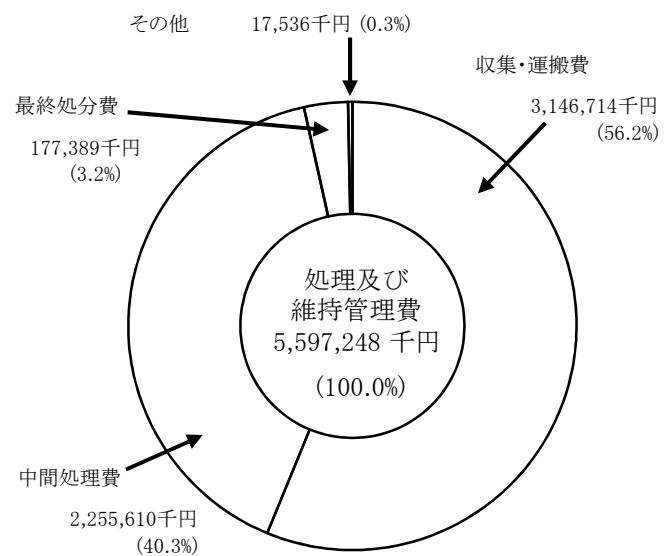 その他 17,536千円 (0.3%)
収集・運搬費
3,146,714千円
(56.2%)
最終処分費
177,389千円
(3.2%)
処理及び
維持管理費
5,597,248 千円
(100.0%)
中間処理費
2,255,610千円
(40.3%)